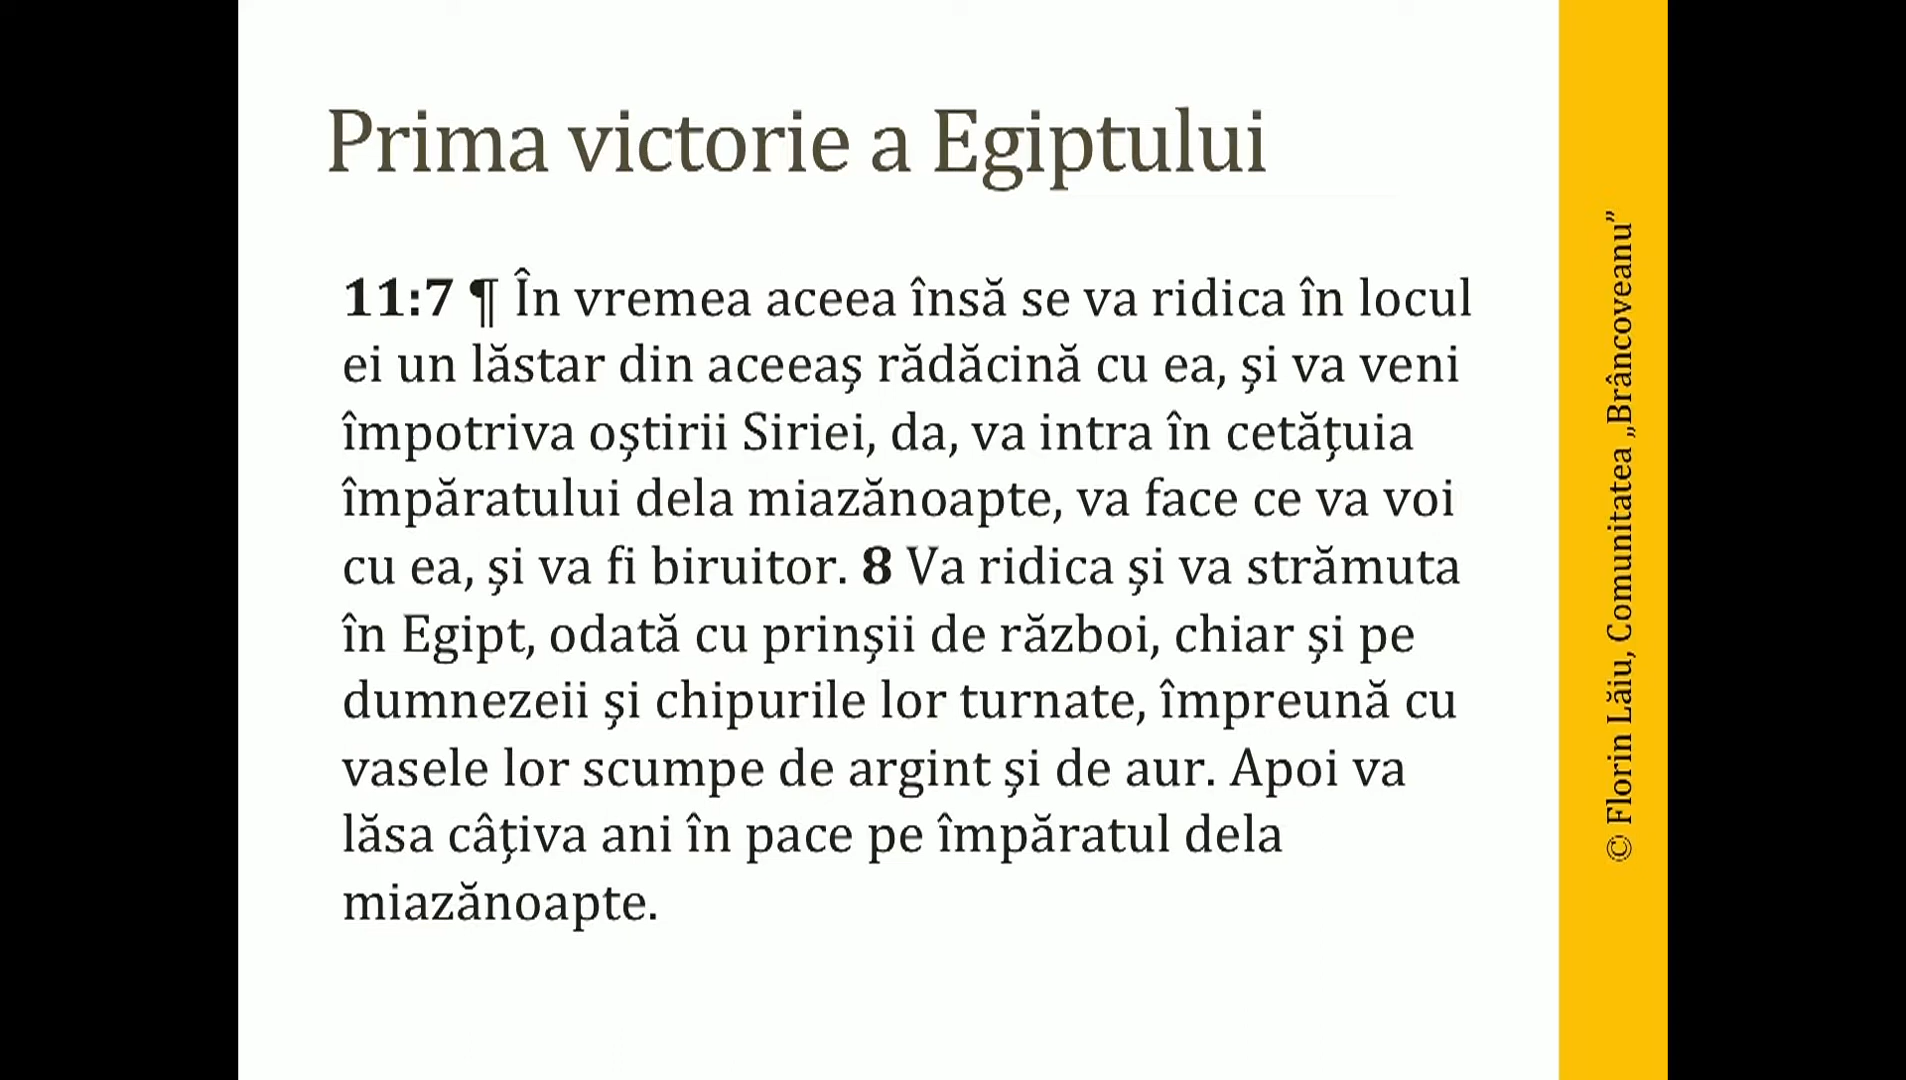 Prima victorie a Egiptului
11:7 ¶ În vremea aceea însă se va ridica în locul
ei un lăstar din aceeaş rădăcină cu ea, şi va veni
împotriva oştirii Siriei, da, va intra în cetăţuia
împăratului dela miazănoapte, va face ce va voi
cu ea, şi va fi biruitor. 8 Va ridica şi va strămuta
în Egipt, odată cu prinşii de război, chiar şi pe
dumnezeii şi chipurile lor turnate, împreună cu
vasele lor scumpe de argint şi de aur. Apoi va
lăsa câţiva ani în pace pe împăratul dela
miazănoapte.
© Florin Lăiu, Comunitatea „Brâncoveanu”